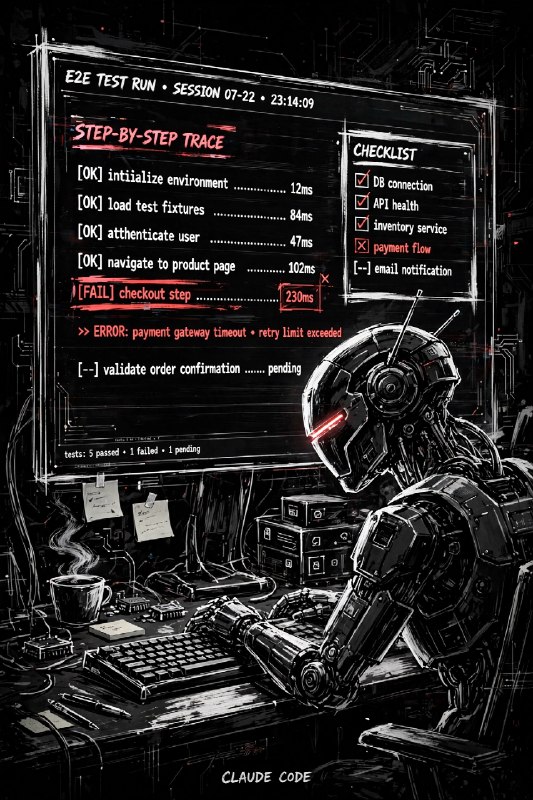 E2E TEST RUN • SESSION 07-22 • 23:14:09
STEP-BY-STEP TRACE
[OK] intiialize environment ............... 12ms
[OK] load test fixtures ............... 84ms
[OK] atthenticate user ............... 47ms
[OK] navigate to product page .......... 102ms
[FAIL] checkout step .................... 230ms
>> ERROR: payment gateway timeout • retry limit exceeded
[--] validate order confirmation ....... pending
tests: 5 passed • 1 failed • 1 pending
CHECKLIST
DB connection
API health
inventory service
payment flow
[--] email notification
CLAUDE CODE